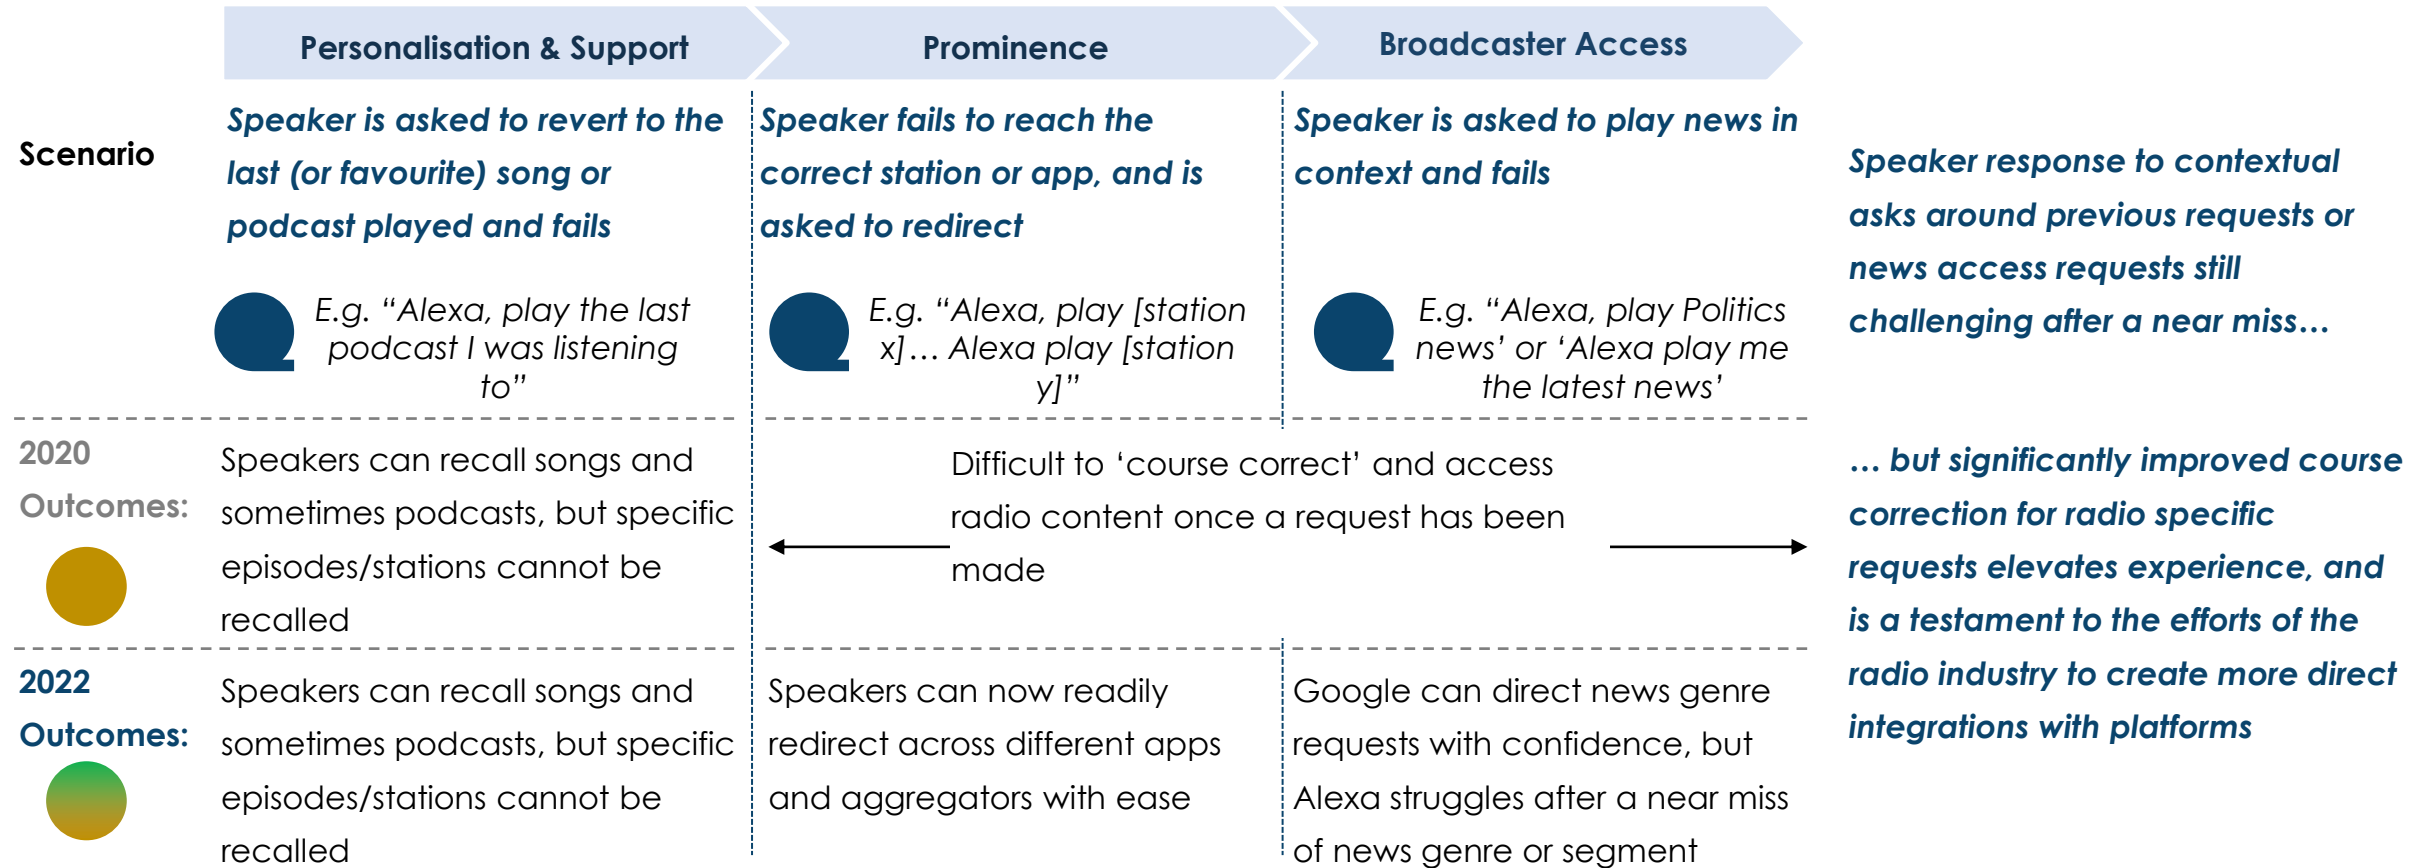 Personalisation & Support
Prominence
Broadcaster Access
Scenario
Speaker is asked to revert to the
last (or favourite) song or
podcast played and fails
Speaker fails to reach the
correct station or app, and is
asked to redirect
Speaker is asked to play news in
context and fails
E.g. “Alexa, play the last
podcast I was listening
to”
E.g. “Alexa, play [station
x]… Alexa play [station
y]”
E.g. “Alexa, play Politics
news’ or ‘Alexa play me
the latest news’
Speaker response to contextual
asks around previous requests or
news access requests still
challenging after a near miss…
2020
Outcomes:
Speakers can recall songs and
sometimes podcasts, but specific
episodes/stations cannot be
recalled
Difficult to ‘course correct’ and access
radio content once a request has been
made
… but significantly improved course
correction for radio specific
requests elevates experience, and
is a testament to the efforts of the
radio industry to create more direct
integrations with platforms
2022
Outcomes:
Speakers can recall songs and
sometimes podcasts, but specific
episodes/stations cannot be
recalled
Speakers can now readily
redirect across different apps
and aggregators with ease
Google can direct news genre
requests with confidence, but
Alexa struggles after a near miss
of news genre or segment